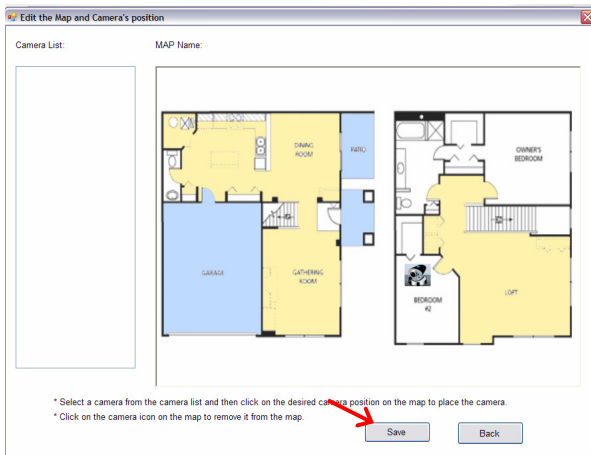 Edit the Map and Camera's position
Camera List:
MAP Name:
DINING
ROOM
PATIO
OWNER'S
BEDROOM
GARAGE
GATHERING
ROOM
BEDROOM
#2
LOFT
* Select a camera from the camera list and then click on the desired camera position on the map to place the camera.
* Click on the camera icon on the map to remove it from the map.
Save
Back